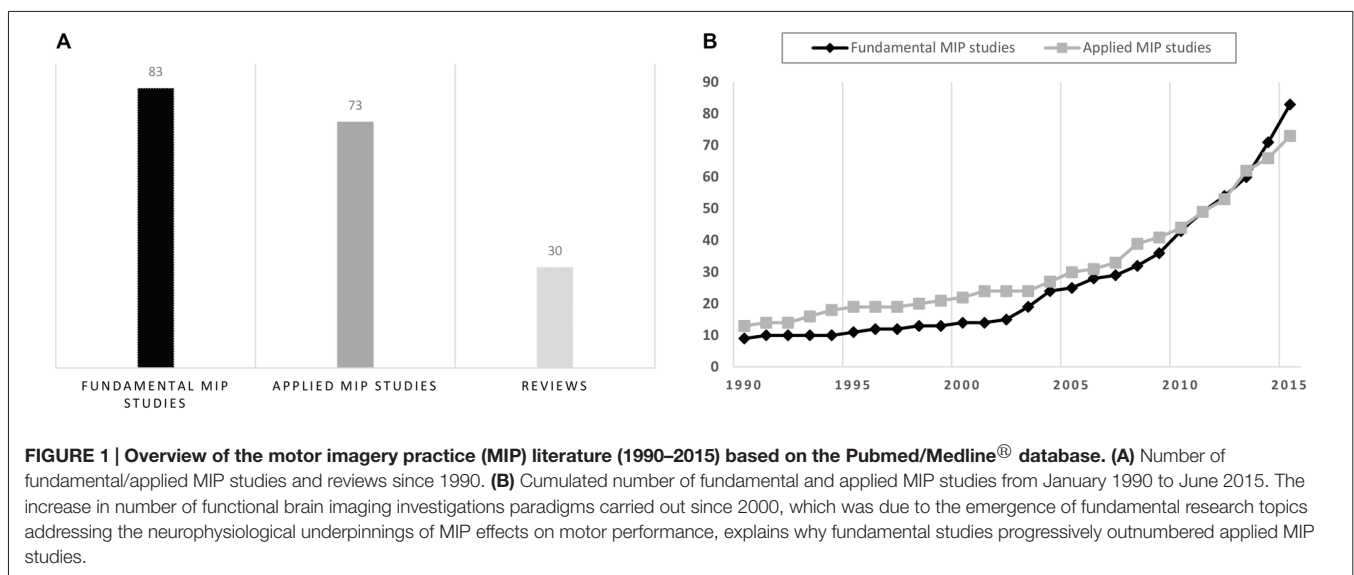 A
83
73
30
FUNDAMENTAL MIP STUDIES
APPLIED MIP STUDIES
REVIEWS
B
Fundamental MIP studies
Applied MIP studies
90
80
70
60
50
40
30
20
10
0
1990
1995
2000
2005
2010
2015
FIGURE 1 | Overview of the motor imagery practice (MIP) literature (1990–2015) based on the Pubmed/Medline® database. (A) Number of
fundamental/applied MIP studies and reviews since 1990. (B) Cumulated number of fundamental and applied MIP studies from January 1990 to June 2015. The
increase in number of functional brain imaging investigations paradigms carried out since 2000, which was due to the emergence of fundamental research topics
addressing the neurophysiological underpinnings of MIP effects on motor performance, explains why fundamental studies progressively outnumbered applied MIP
studies.